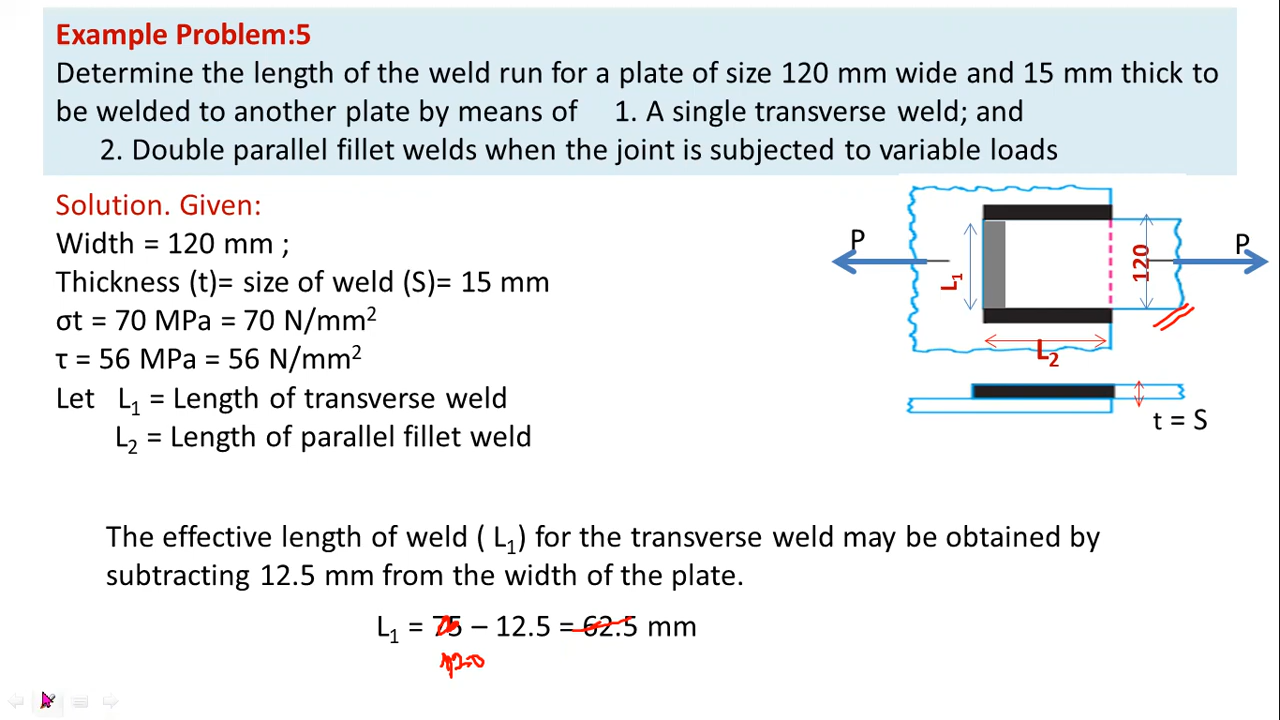 Example Problem:5
Determine the length of the weld run for a plate of size 120 mm wide and 15 mm thick to
be welded to another plate by means of 1. A single transverse weld; and
2. Double parallel fillet welds when the joint is subjected to variable loads
Solution. Given:
Width = 120 mm ;
Thickness (t)= size of weld (S)= 15 mm
σt = 70 MPa = 70 N/mm²
τ = 56 MPa = 56 N/mm²
Let L₁ = Length of transverse weld
L₂ = Length of parallel fillet weld
P
P
L₁
120
L₂
t = S
The effective length of weld ( L₁) for the transverse weld may be obtained by
subtracting 12.5 mm from the width of the plate.
L₁ = 75 – 12.5 = 62.5 mm
120